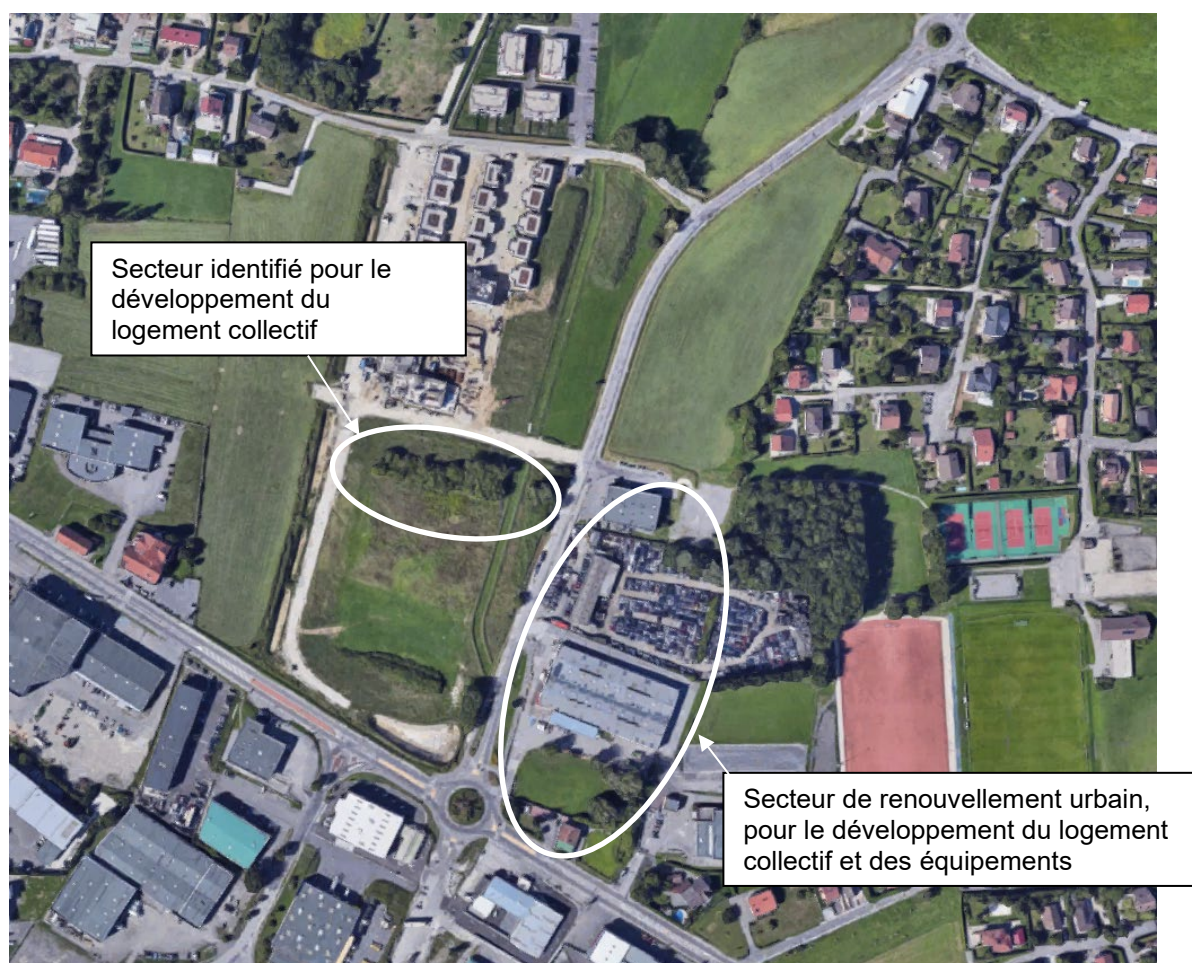 Secteur identifié pour le
développement du
logement collectif
Secteur de renouvellement urbain,
pour le développement du logement
collectif et des équipements